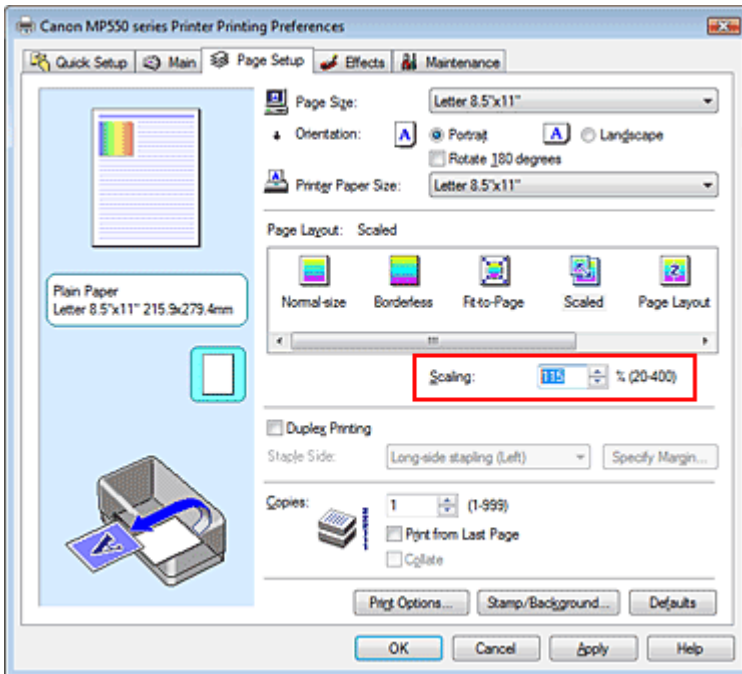 Canon MP550 series Printer Printing Preferences
Quick Setup Main Page Setup Effects Maintenance
Page Size: Letter 8.5"x11"
Orientation: A Portrait A Landscape
Rotate 180 degrees
Printer Paper Size: Letter 8.5"x11"
Page Layout: Scaled
Normal-size Borderless Fit-to-Page Scaled Page Layout
Plain Paper
Letter 8.5"x11" 215.9x279.4mm
Scaling: 115 % (20-400)
Duplex Printing
Staple Side: Long-side stapling (Left) Specify Margin...
Copies: 1 (1-999)
Print from Last Page
Collate
Print Options... Stamp/Background... Defaults
OK Cancel Apply Help